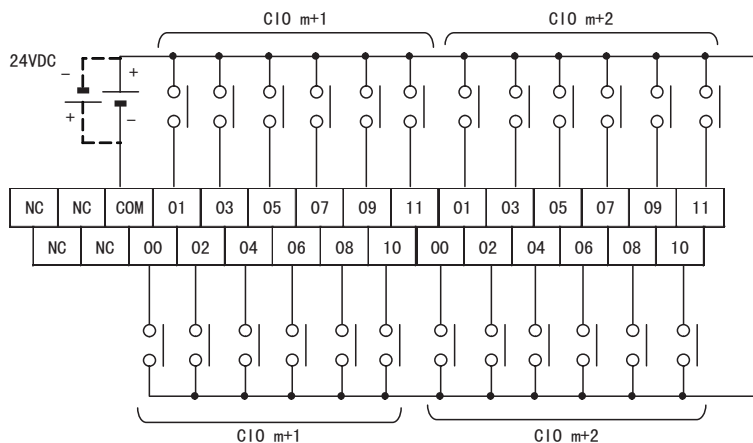 CIO m+1 CIO m+2
24VDC
- +
+ -
NC NC COM 01 03 05 07 09 11 01 03 05 07 09 11
NC NC 00 02 04 06 08 10 00 02 04 06 08 10
CIO m+1 CIO m+2